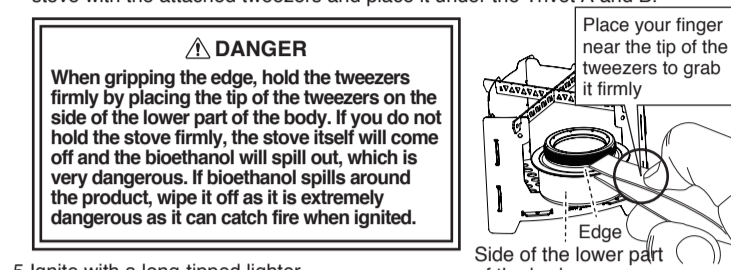 stove with the attached tweezers and place it under the Trivet A and B.
DANGER
When gripping the edge, hold the tweezers
firmly by placing the tip of the tweezers on the
side of the lower part of the body. If you do not
hold the stove firmly, the stove itself will come
off and the bioethanol will spill out, which is
very dangerous. If bioethanol spills around
the product, wipe it off as it is extremely
dangerous as it can catch fire when ignited.
Place your finger
near the tip of the
tweezers to grab
it firmly
Edge
Side of the lower part
5.Ignite with a long-tipped lighter